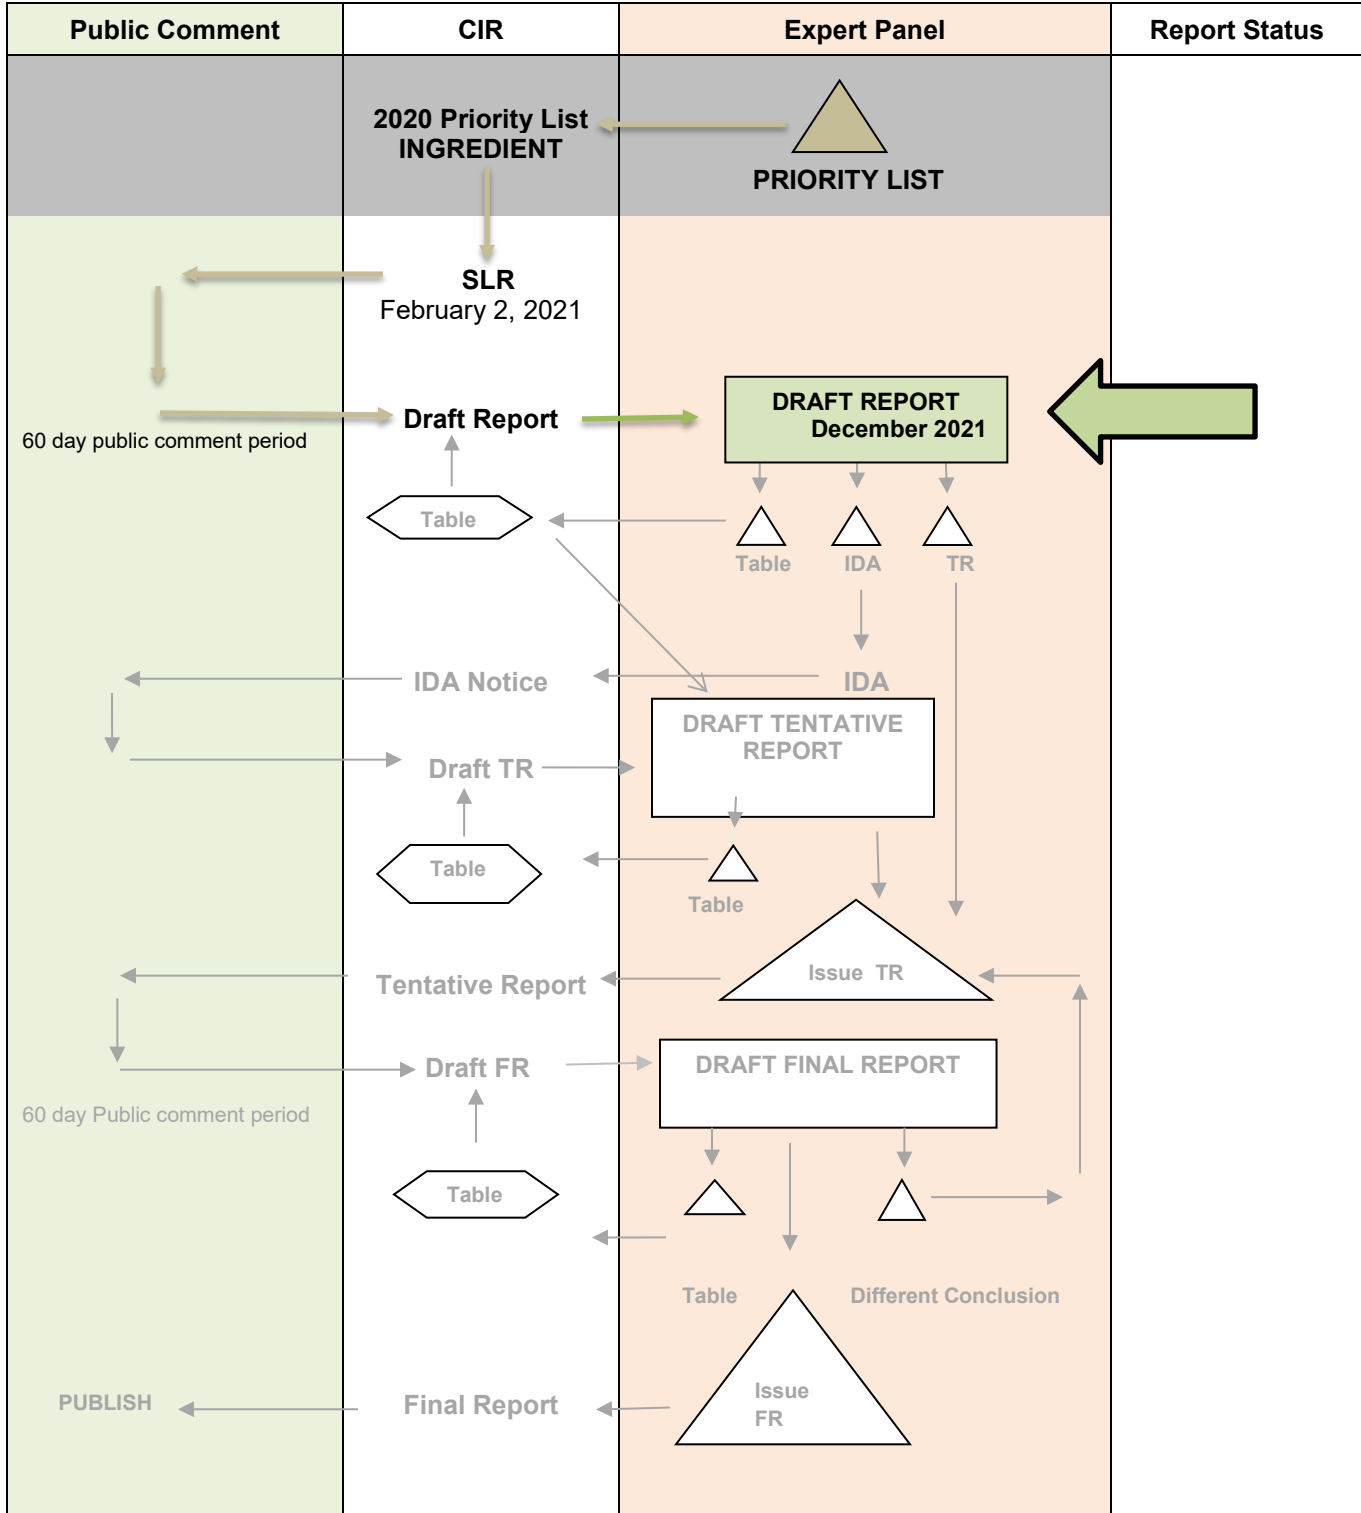 Public Comment
CIR
Expert Panel
Report Status
2020 Priority List
INGREDIENT
PRIORITY LIST
SLR
February 2, 2021
60 day public comment period
Draft Report
DRAFT REPORT
December 2021
Table
Table
IDA
TR
IDA Notice
IDA
DRAFT TENTATIVE
REPORT
Draft TR
Table
Table
Tentative Report
Issue TR
Draft FR
DRAFT FINAL REPORT
60 day Public comment period
Table
Table
Different Conclusion
PUBLISH
Final Report
Issue
FR